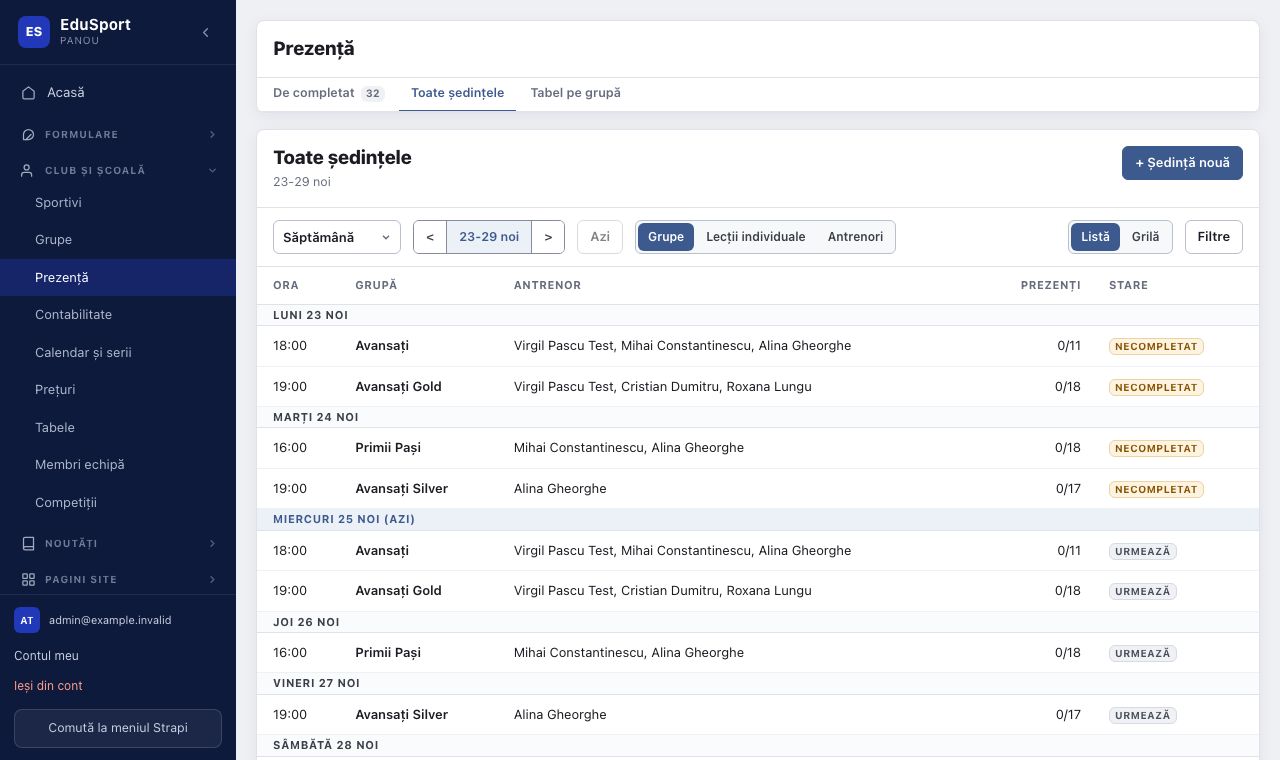 ES
EduSport
PANOU
Acasă
FORMULARE
CLUB ȘI ȘCOALĂ
Sportivi
Grupe
Prezență
Contabilitate
Calendar și serii
Prețuri
Tabele
Membri echipă
Competiții
NOUTĂȚI
PAGINI SITE
AT admin@example.invalid
Contul meu
Ieși din cont
Comută la meniul Strapi
Prezență
De completat 32 Toate ședințele Tabel pe grupă
Toate ședințele
23-29 noi
+ Ședință nouă
Săptămână < 23-29 noi > Azi Grupe Lecții individuale Antrenori Listă Grilă Filtre
ORA GRUPĂ ANTRENOR PREZENȚI STARE
LUNI 23 NOI
18:00 Avansați Virgil Pascu Test, Mihai Constantinescu, Alina Gheorghe 0/11 NECOMPLETAT
19:00 Avansați Gold Virgil Pascu Test, Cristian Dumitru, Roxana Lungu 0/18 NECOMPLETAT
MARȚI 24 NOI
16:00 Primii Pași Mihai Constantinescu, Alina Gheorghe 0/18 NECOMPLETAT
19:00 Avansați Silver Alina Gheorghe 0/17 NECOMPLETAT
MIERCURI 25 NOI (AZI)
18:00 Avansați Virgil Pascu Test, Mihai Constantinescu, Alina Gheorghe 0/11 URMEAZĂ
19:00 Avansați Gold Virgil Pascu Test, Cristian Dumitru, Roxana Lungu 0/18 URMEAZĂ
JOI 26 NOI
16:00 Primii Pași Mihai Constantinescu, Alina Gheorghe 0/18 URMEAZĂ
VINERI 27 NOI
19:00 Avansați Silver Alina Gheorghe 0/17 URMEAZĂ
SÂMBĂTĂ 28 NOI